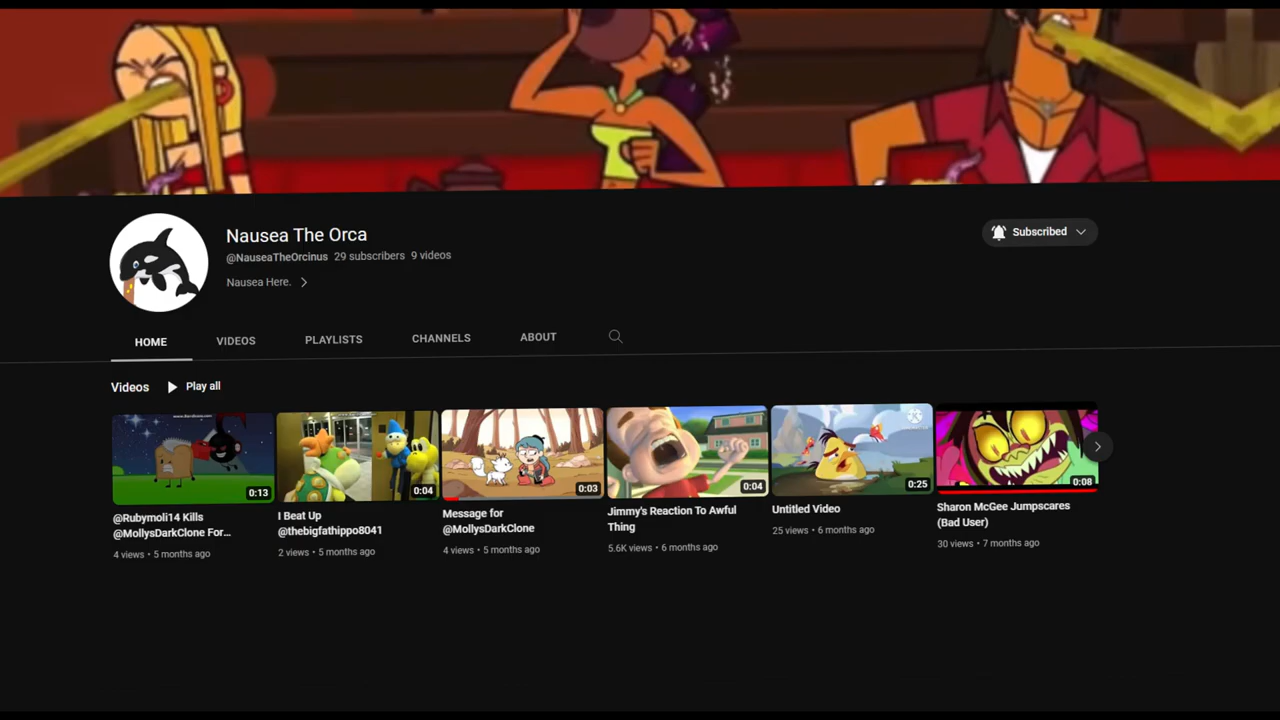 Nausea The Orca
@NauseaTheOrcinus 29 subscribers 9 videos
Nausea Here.
Subscribed
HOME VIDEOS PLAYLISTS CHANNELS ABOUT
Videos Play all
0:13
0:04
0:03
0:04
0:25
0:08
@Rubymoli14 Kills
@MollysDarkClone For...
4 views • 5 months ago
I Beat Up
@thebigfathippo8041
2 views • 5 months ago
Message for
@MollysDarkClone
4 views • 5 months ago
Jimmy's Reaction To Awful
Thing
5.6K views • 6 months ago
Untitled Video
25 views • 6 months ago
Sharon McGee Jumpscares
(Bad User)
30 views • 7 months ago